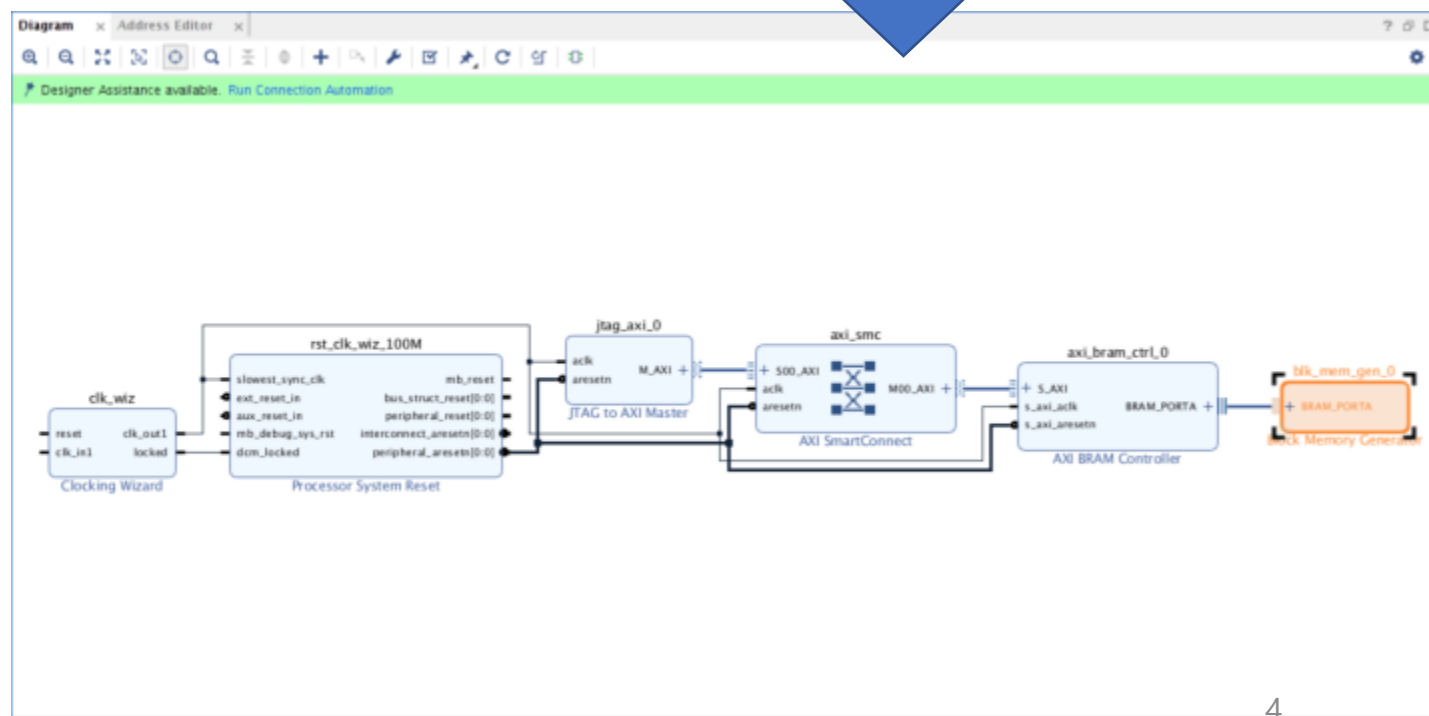 Diagram x Address Editor x
Designer Assistance available. Run Connection Automation
clk_wiz
reset clk_out1
clk_in1 locked
Clocking Wizard
rst_clk_wiz_100M
slowest_sync_clk mb_reset
ext_reset_in bus_struct_reset[0:0]
aux_reset_in peripheral_reset[0:0]
mb_debug_sys_rst interconnect_aresetn[0:0]
dcm_locked peripheral_aresetn[0:0]
Processor System Reset
jtag_axi_0
aclk M_AXI
aresetn
JTAG to AXI Master
axi_smc
S00_AXI
aclk M00_AXI
aresetn
AXI SmartConnect
axi_bram_ctrl_0
S_AXI
s_axi_aclk BRAM_PORTA
s_axi_aresetn
AXI BRAM Controller
blk_mem_gen_0
BRAM_PORTA
Block Memory Generator
4